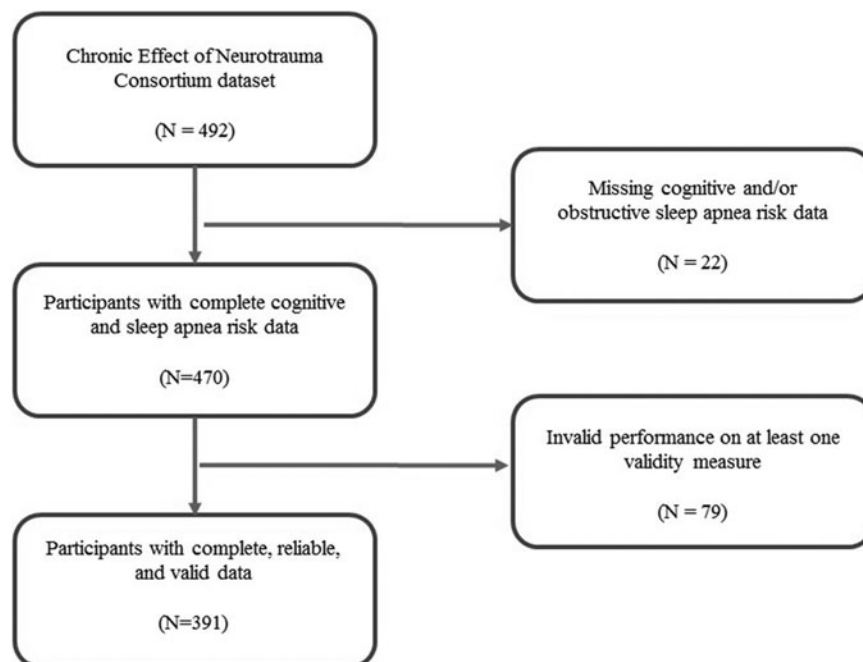 Chronic Effect of Neurotrauma
Consortium dataset
(N = 492)
Missing cognitive and/or
obstructive sleep apnea risk data
(N = 22)
Participants with complete cognitive
and sleep apnea risk data
(N=470)
Invalid performance on at least one
validity measure
(N = 79)
Participants with complete, reliable,
and valid data
(N=391)